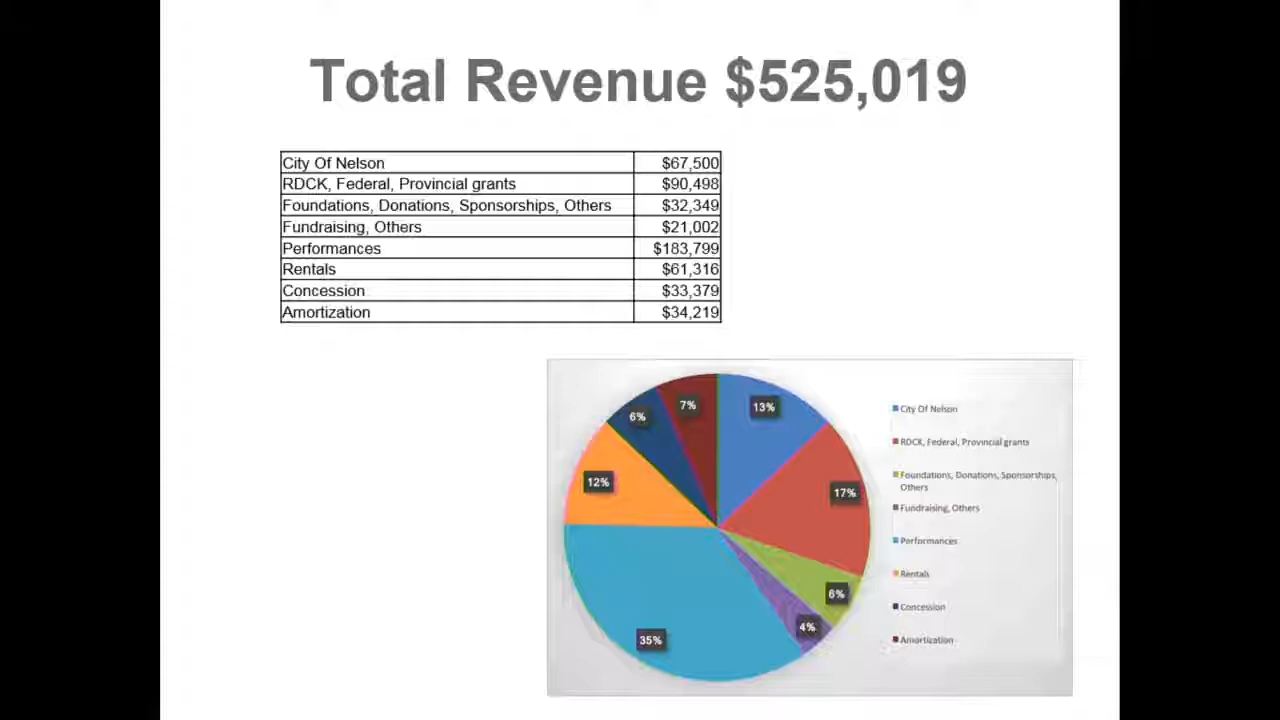 Total Revenue $525,019
City Of Nelson $67,500
RDCK, Federal, Provincial grants $90,498
Foundations, Donations, Sponsorships, Others $32,349
Fundraising, Others $21,002
Performances $183,799
Rentals $61,316
Concession $33,379
Amortization $34,219
7%
13%
6%
12%
17%
6%
4%
35%
City Of Nelson
RDCK, Federal, Provincial grants
Foundations, Donations, Sponsorships,
Others
Fundraising, Others
Performances
Rentals
Concession
Amortization